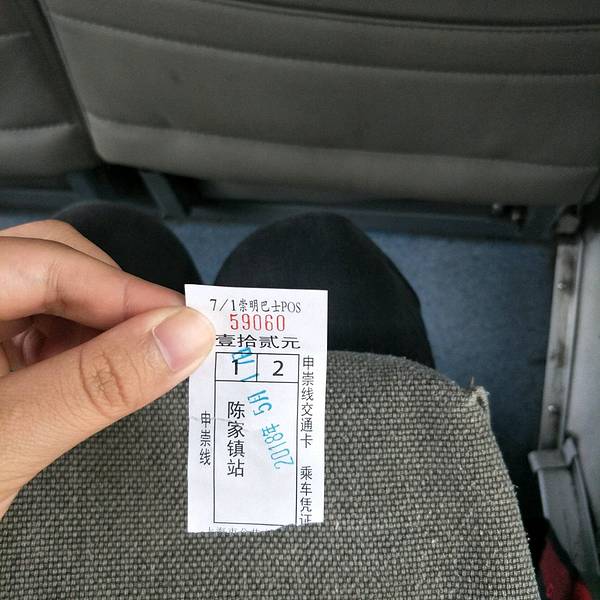 7/1崇明巴士POS
59060
壹拾贰元
1 2
陈家镇站
申崇线
申崇线交通卡 乘车凭证
2018年5月1